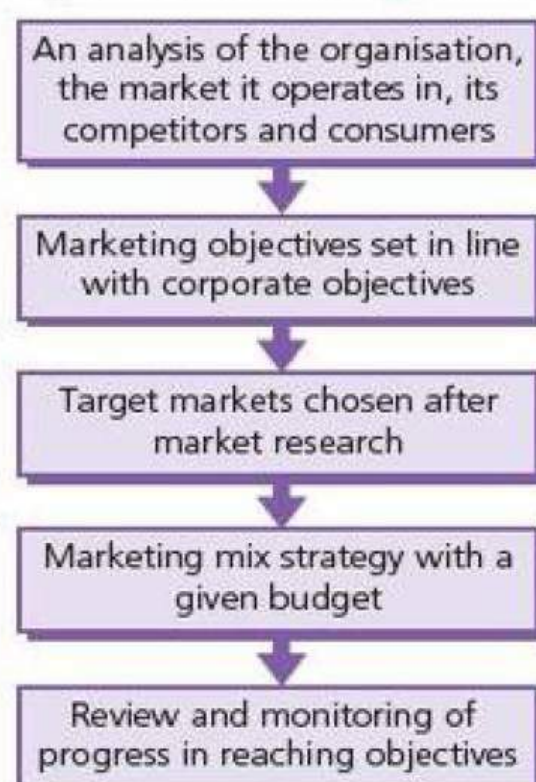 An analysis of the organisation,
the market it operates in, its
competitors and consumers
Marketing objectives set in line
with corporate objectives
Target markets chosen after
market research
Marketing mix strategy with a
given budget
Review and monitoring of
progress in reaching objectives